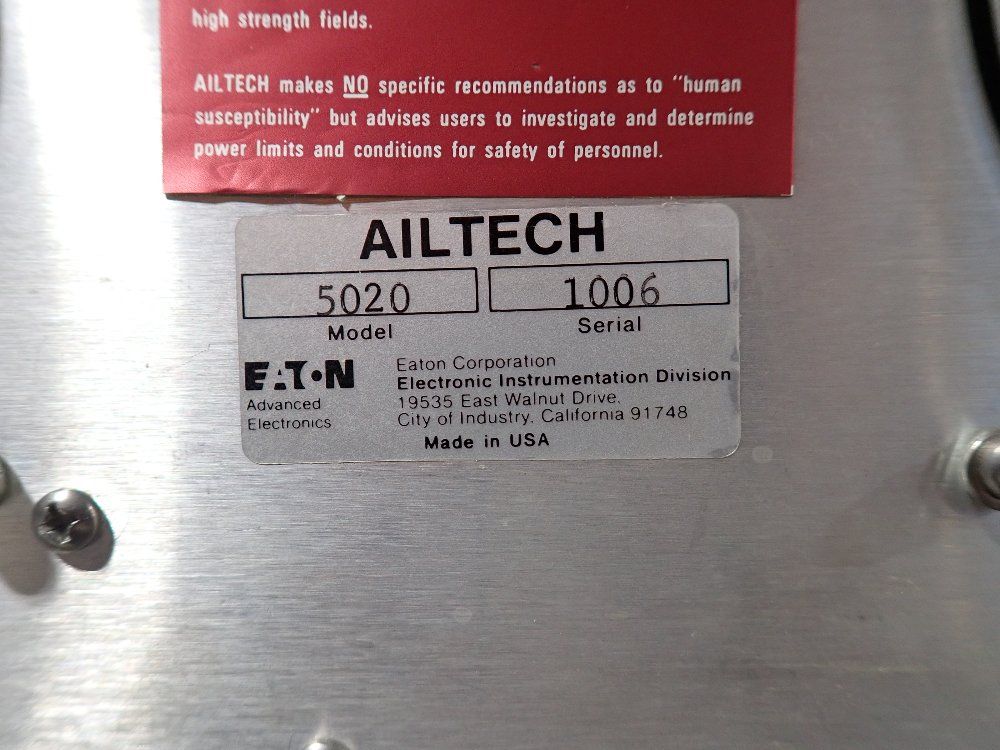 high strength fields.
AILTECH makes NO specific recommendations as to "human
susceptibility" but advises users to investigate and determine
power limits and conditions for safety of personnel.
AILTECH
5020 1006
Model Serial
EATON Eaton Corporation
Advanced Electronic Instrumentation Division
Electronics 19535 East Walnut Drive.
City of Industry, California 91748
Made in USA